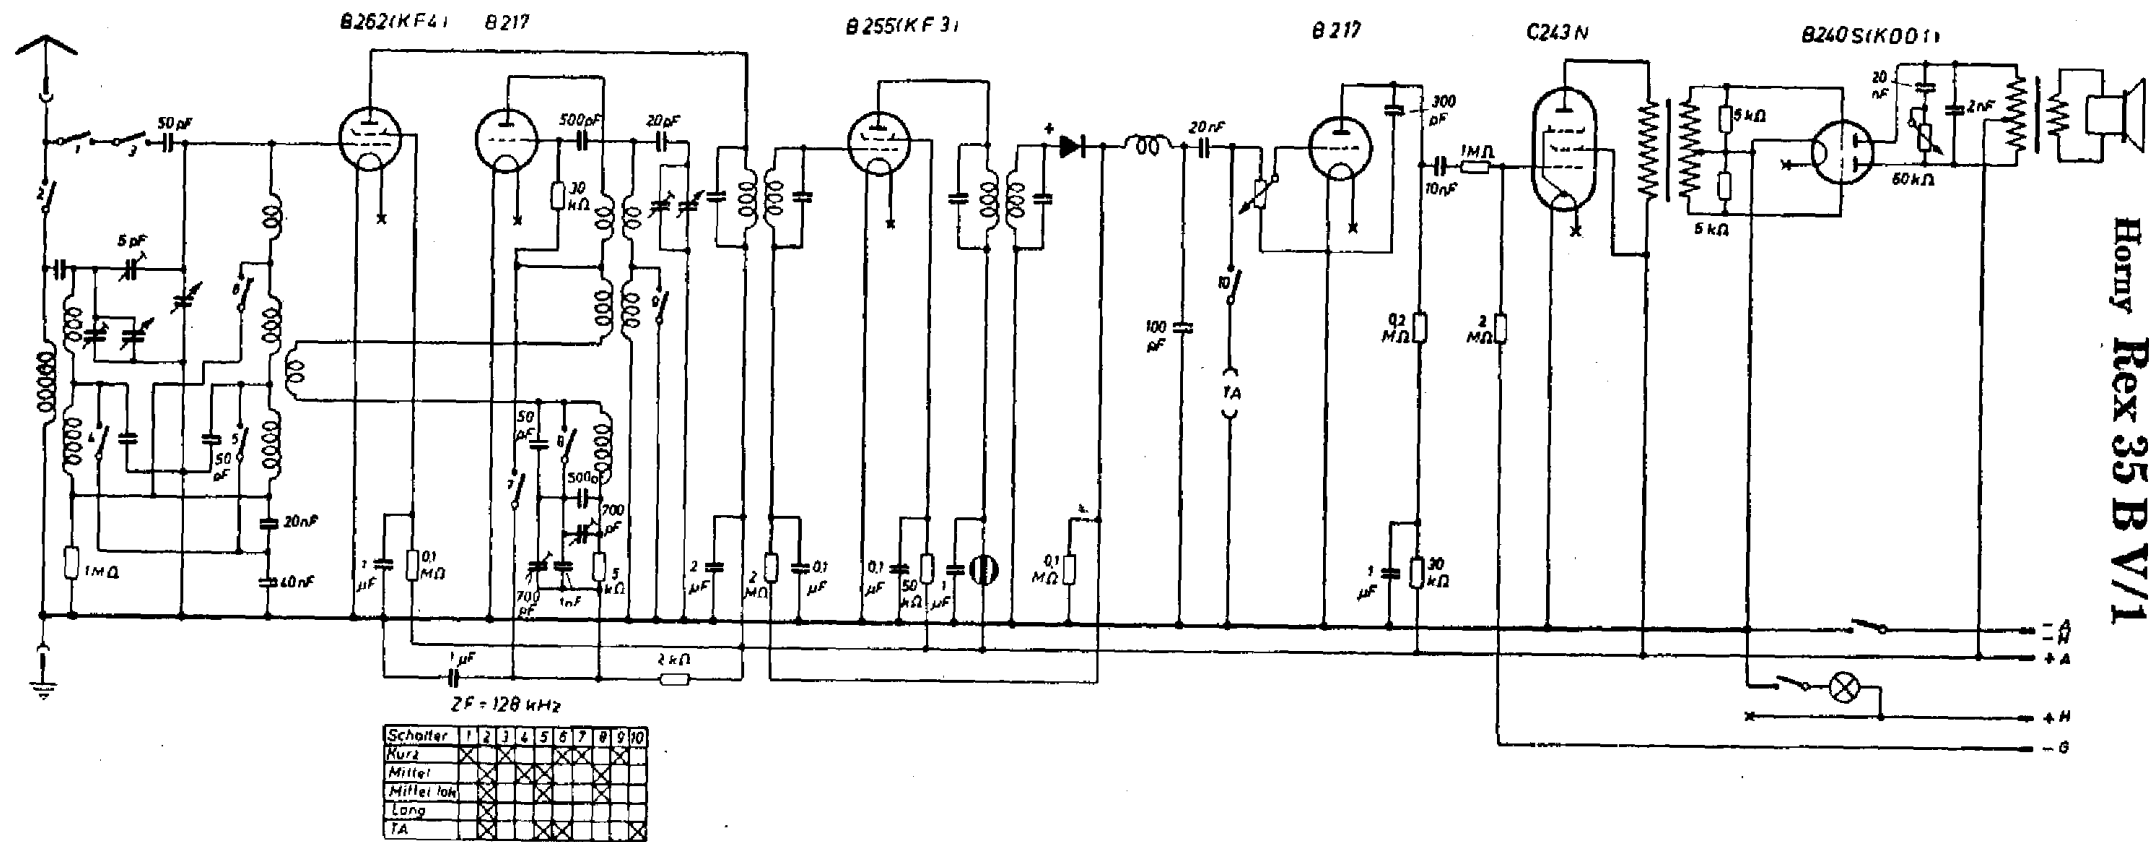 B262(KF4)
B217
B255(KF3)
B217
C243N
B240S(KDD1)
50pF
1
3
2
5pF
6
4
5
50
pF
20nF
40nF
1MΩ
1
µF
0,1
MΩ
500pF
20pF
30
kΩ
9
50
pF
8
500p
7
700
pF
700
pF
1nF
5
kΩ
2
µF
2
MΩ
0,1
µF
0,1
µF
50
kΩ
1
µF
0,1
MΩ
1µF
2kΩ
+
20nF
100
pF
10
TA
300
pF
10nF
1MΩ
0,2
MΩ
2
MΩ
1
µF
30
kΩ
5kΩ
5kΩ
20
nF
2nF
60kΩ
- A
- H
+ A
+ H
- G
ZF = 128 kHz
Schalter 1 2 3 4 5 6 7 8 9 10
Kurz
Mittel
Mittel lok
Lang
TA
Horny Rex 35 B V/1